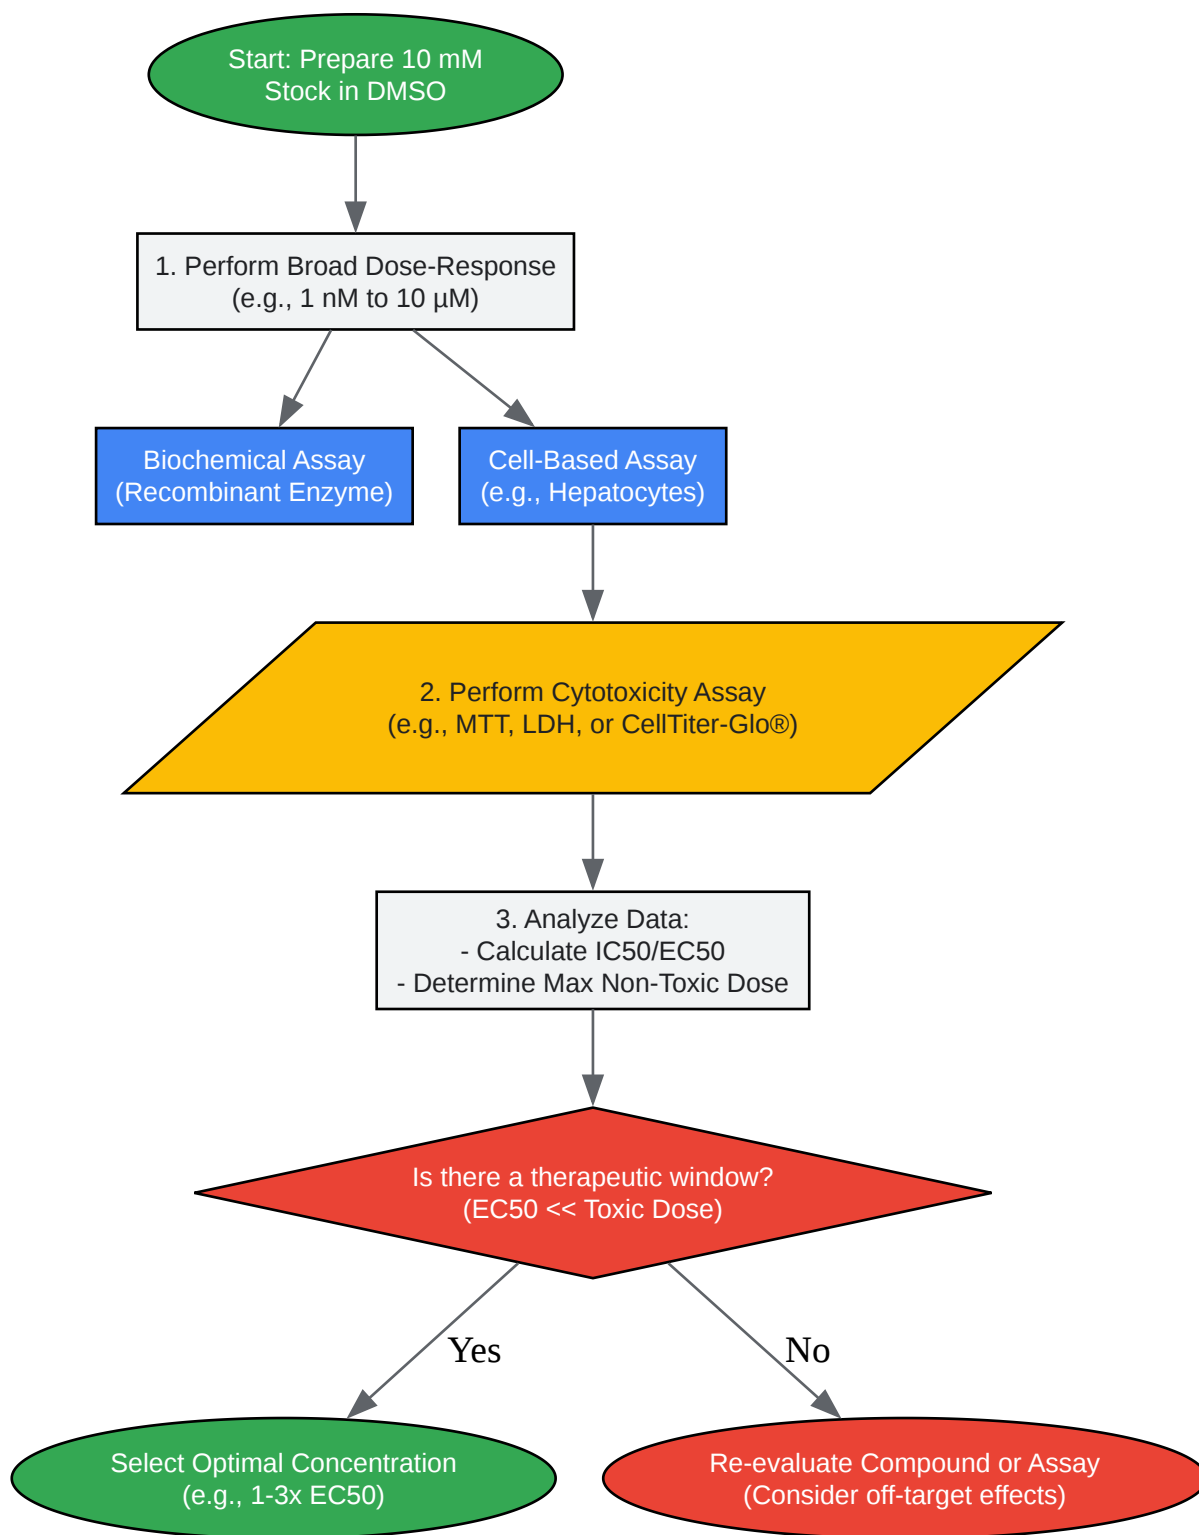 Start: Prepare 10 mM
Stock in DMSO
1. Perform Broad Dose-Response
(e.g., 1 nM to 10 µM)
Biochemical Assay
(Recombinant Enzyme)
Cell-Based Assay
(e.g., Hepatocytes)
2. Perform Cytotoxicity Assay
(e.g., MTT, LDH, or CellTiter-Glo®)
3. Analyze Data:
- Calculate IC50/EC50
- Determine Max Non-Toxic Dose
Is there a therapeutic window?
(EC50 << Toxic Dose)
Yes
No
Select Optimal Concentration
(e.g., 1-3x EC50)
Re-evaluate Compound or Assay
(Consider off-target effects)